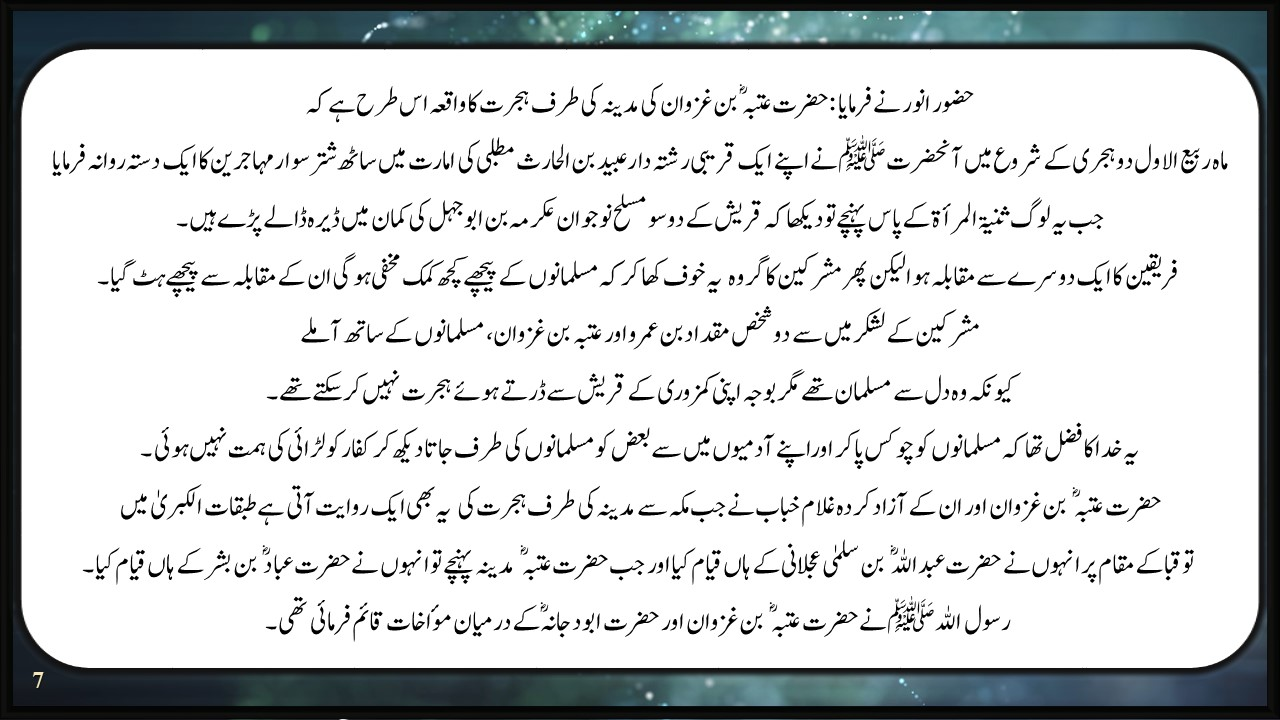 حضور انور نے فرمایا: حضرت عتبہؓ بن غزوان کی مدینہ کی طرف ہجرت کا واقعہ اس طرح ہے کہ
ماہ ربیع الاول دو ہجری کے شروع میں آنحضرت ﷺ نے اپنے ایک قریبی رشتہ دار عبید بن الحارث مطلبی کی امارت میں ساٹھ شتر سوار مہاجرین کا ایک دستہ روانہ فرمایا
جب یہ لوگ ثنیۃ المرأۃ کے پاس پہنچے تو دیکھا کہ قریش کے دو سو مسلح نوجوان عکرمہ بن ابوجہل کی کمان میں ڈیرہ ڈالے پڑے ہیں۔
فریقین کا ایک دوسرے سے مقابلہ ہوا لیکن پھر مشرکین کا گروہ یہ خوف کھا کر کہ مسلمانوں کے پیچھے کچھ کمک مخفی ہو گی ان کے مقابلہ سے پیچھے ہٹ گیا۔
مشرکین کے لشکر میں سے دو شخص مقداد بن عمرو اور عتبہ بن غزوان، مسلمانوں کے ساتھ آ ملے
کیونکہ وہ دل سے مسلمان تھے مگر بوجہ اپنی کمزوری کے قریش سے ڈرتے ہوئے ہجرت نہیں کر سکتے تھے۔
یہ خدا کا فضل تھا کہ مسلمانوں کو چوکس پا کر اور اپنے آدمیوں میں سے بعض کو مسلمانوں کی طرف جاتا دیکھ کر کفار کو لڑائی کی ہمت نہیں ہوئی۔
حضرت عتبہؓ بن غزوان اور ان کے آزاد کردہ غلام خباب نے جب مکہ سے مدینہ کی طرف ہجرت کی یہ بھی ایک روایت آتی ہے طبقات الکبریٰ میں
تو قبا کے مقام پر انہوں نے حضرت عبد اللہؓ بن سلمٰی عجلانی کے ہاں قیام کیا اور جب حضرت عتبہؓ مدینہ پہنچے تو انہوں نے حضرت عبادؓ بن بشر کے ہاں قیام کیا۔
رسول اللہ ﷺ نے حضرت عتبہؓ بن غزوان اور حضرت ابودجانہؓ کے درمیان مؤاخات قائم فرمائی تھی۔
7